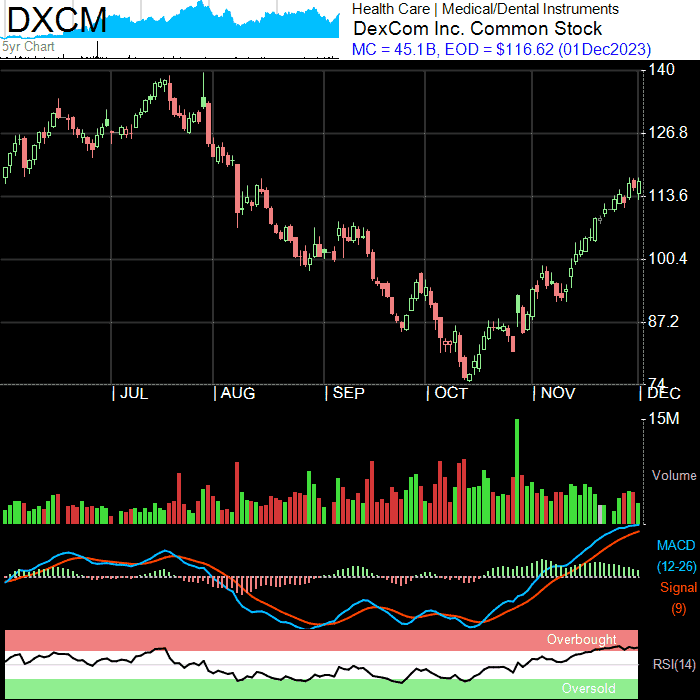 DXCM
5yr Chart
Health Care | Medical/Dental Instruments
DexCom Inc. Common Stock
MC = 45.1B, EOD = $116.62 (01Dec2023)
140
126.8
113.6
100.4
87.2
74
JUL
AUG
SEP
OCT
NOV
DEC
15M
Volume
MACD
(12-26)
Signal
(9)
Overbought
RSI(14)
Oversold